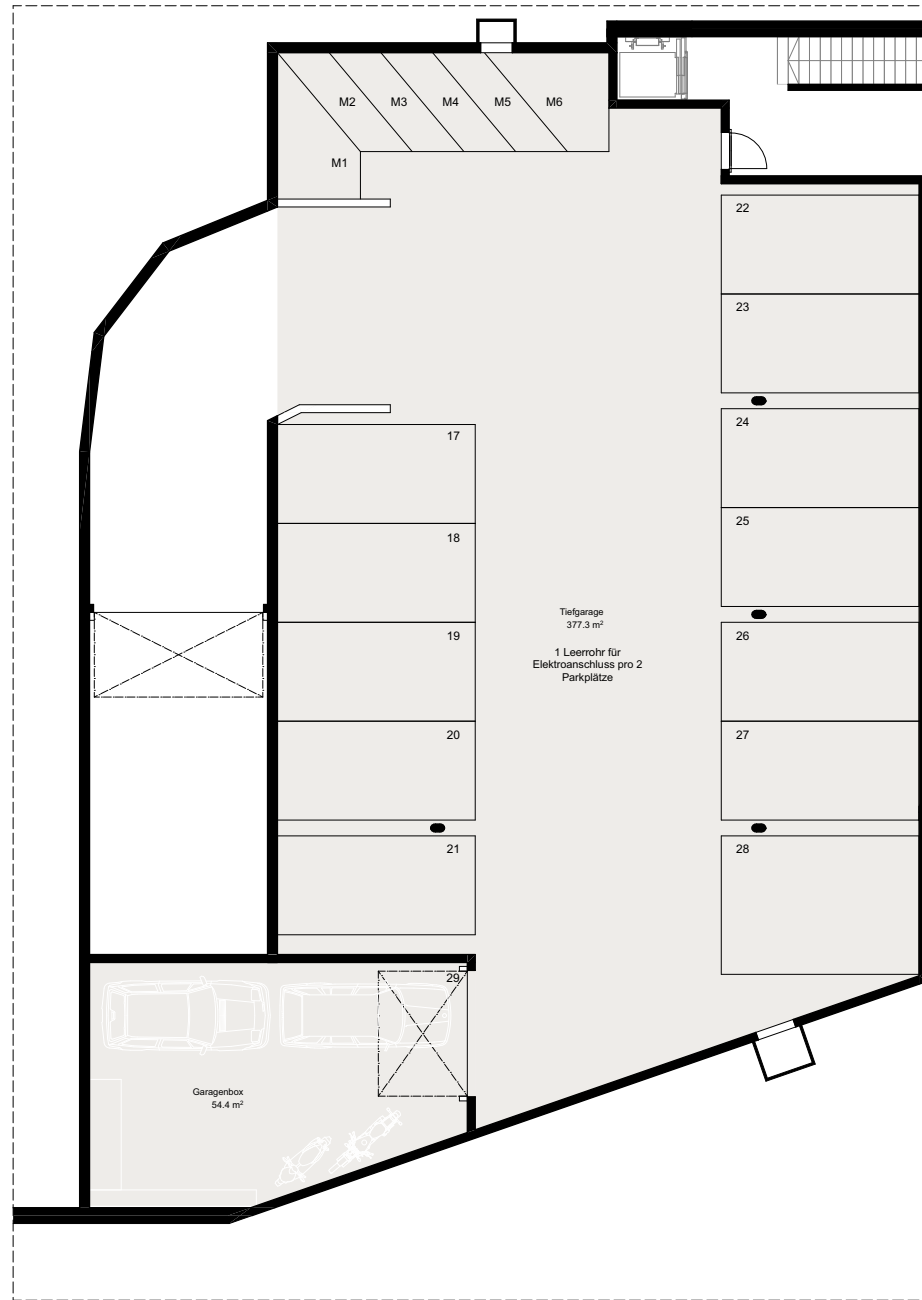 M2
M3
M4
M5
M6
M1
22
23
24
17
25
18
Tiefgarage
377.3 m²
19
26
1 Leerrohr für
Elektroanschluss pro 2
Parkplätze
20
27
21
28
29
Garagenbox
54.4 m²